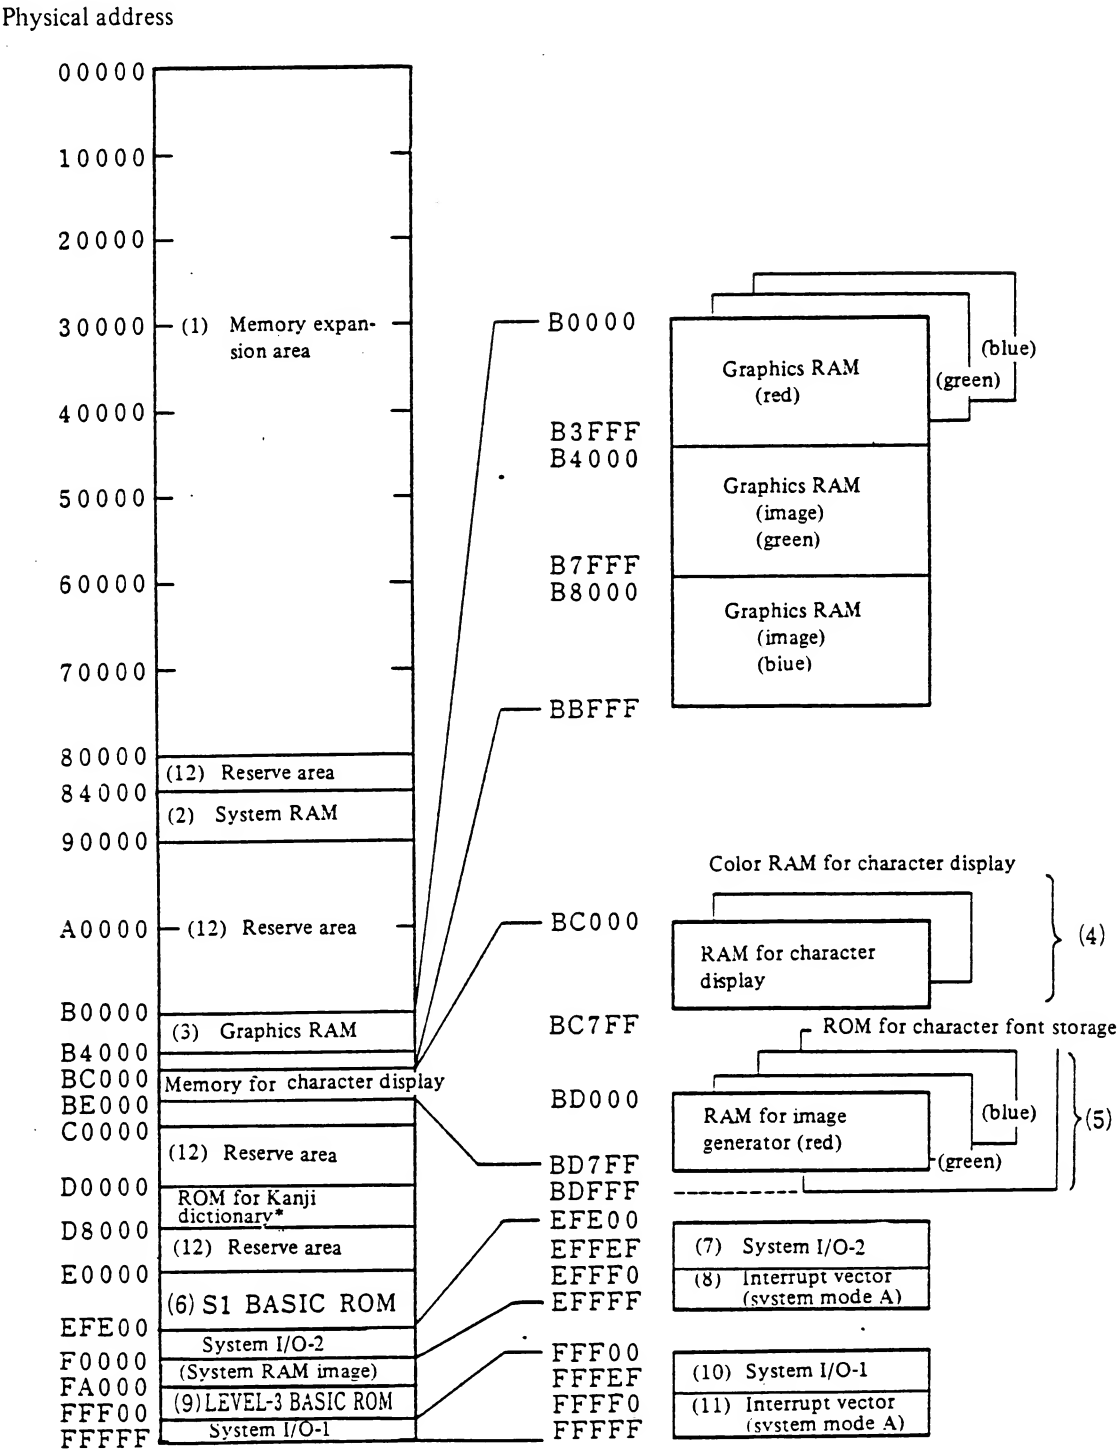 Physical address
00000
10000
20000
30000
(1) Memory expan-
sion area
40000
50000
60000
70000
80000
(12) Reserve area
84000
(2) System RAM
90000
A0000
(12) Reserve area
B0000
(3) Graphics RAM
B4000
BC000
Memory for character display
BE000
C0000
(12) Reserve area
D0000
ROM for Kanji
dictionary*
D8000
(12) Reserve area
E0000
(6) S1 BASIC ROM
EFE00
System I/O-2
F0000
(System RAM image)
FA000
(9) LEVEL-3 BASIC ROM
FFF00
System I/O-1
FFFFF
B0000
Graphics RAM
(red)
(blue)
(green)
B3FFF
B4000
Graphics RAM
(image)
(green)
B7FFF
B8000
Graphics RAM
(image)
(blue)
BBFFF
Color RAM for character display
BC000
RAM for character
display
(4)
BC7FF
ROM for character font storage
BD000
RAM for image
generator (red)
(blue)
(green)
(5)
BD7FF
BDFFF
EFE00
EFFEF
(7) System I/O-2
EFFF0
EFFFF
(8) Interrupt vector
(system mode A)
FFF00
FFFEF
(10) System I/O-1
FFFF0
FFFFF
(11) Interrupt vector
(system mode A)